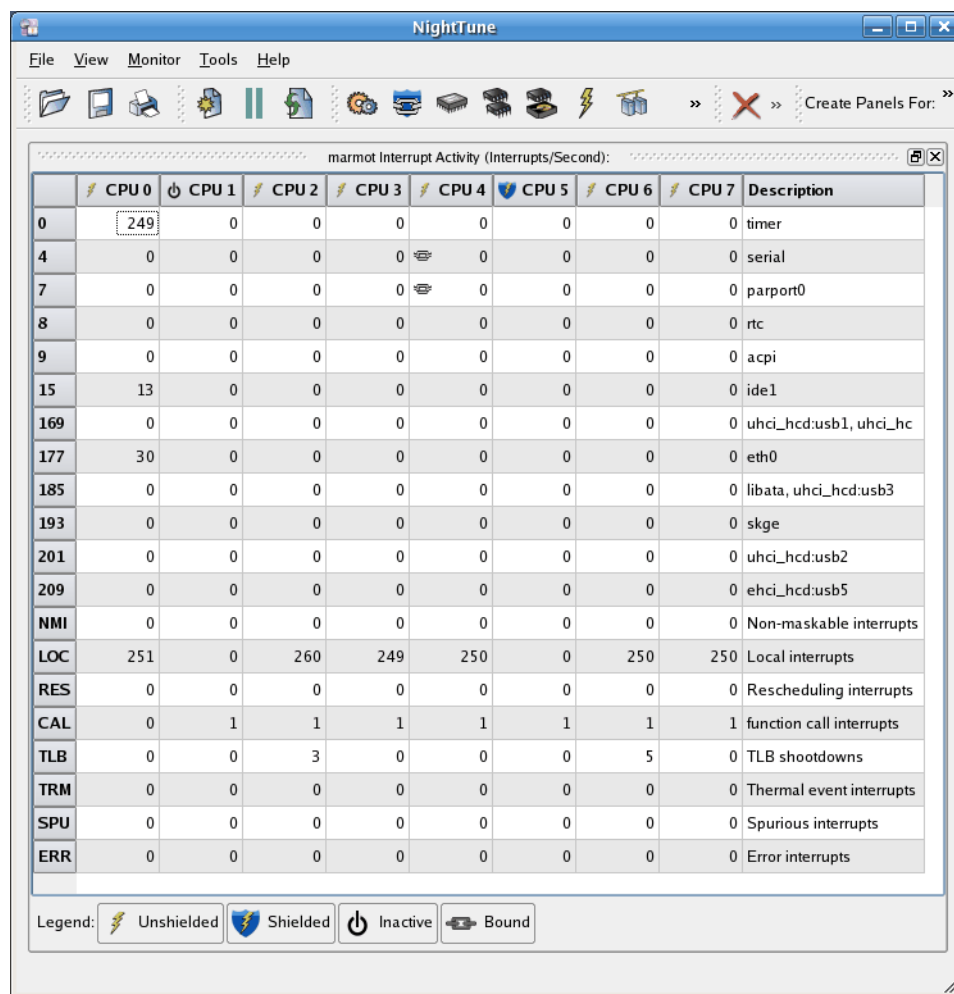 NightTune
File View Monitor Tools Help
» » Create Panels For: »
marmot Interrupt Activity (Interrupts/Second):
CPU 0 CPU 1 CPU 2 CPU 3 CPU 4 CPU 5 CPU 6 CPU 7 Description
0 249 0 0 0 0 0 0 0 timer
4 0 0 0 0 0 0 0 0 serial
7 0 0 0 0 0 0 0 0 parport0
8 0 0 0 0 0 0 0 0 rtc
9 0 0 0 0 0 0 0 0 acpi
15 13 0 0 0 0 0 0 0 ide1
169 0 0 0 0 0 0 0 0 uhci_hcd:usb1, uhci_hc
177 30 0 0 0 0 0 0 0 eth0
185 0 0 0 0 0 0 0 0 libata, uhci_hcd:usb3
193 0 0 0 0 0 0 0 0 skge
201 0 0 0 0 0 0 0 0 uhci_hcd:usb2
209 0 0 0 0 0 0 0 0 ehci_hcd:usb5
NMI 0 0 0 0 0 0 0 0 Non-maskable interrupts
LOC 251 0 260 249 250 0 250 250 Local interrupts
RES 0 0 0 0 0 0 0 0 Rescheduling interrupts
CAL 0 1 1 1 1 1 1 1 function call interrupts
TLB 0 0 3 0 0 0 5 0 TLB shootdowns
TRM 0 0 0 0 0 0 0 0 Thermal event interrupts
SPU 0 0 0 0 0 0 0 0 Spurious interrupts
ERR 0 0 0 0 0 0 0 0 Error interrupts
Legend: Unshielded Shielded Inactive Bound